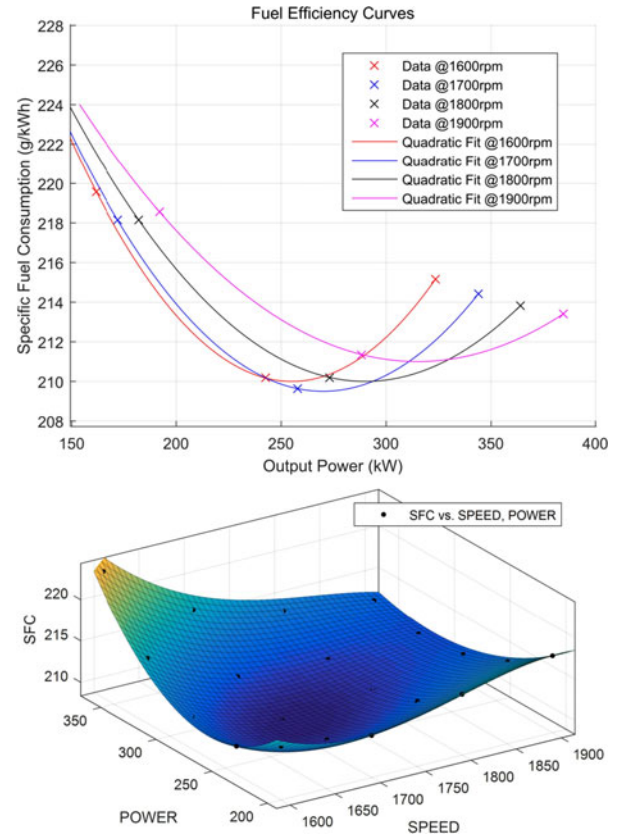 Fuel Efficiency Curves
Specific Fuel Consumption (g/kWh)
228
226
224
222
220
218
216
214
212
210
208
Data @1600rpm
Data @1700rpm
Data @1800rpm
Data @1900rpm
Quadratic Fit @1600rpm
Quadratic Fit @1700rpm
Quadratic Fit @1800rpm
Quadratic Fit @1900rpm
150 200 250 300 350 400
Output Power (kW)
SFC vs. SPEED, POWER
SFC
220
215
210
350
300
250
200
POWER
1600 1650 1700 1750 1800 1850 1900
SPEED